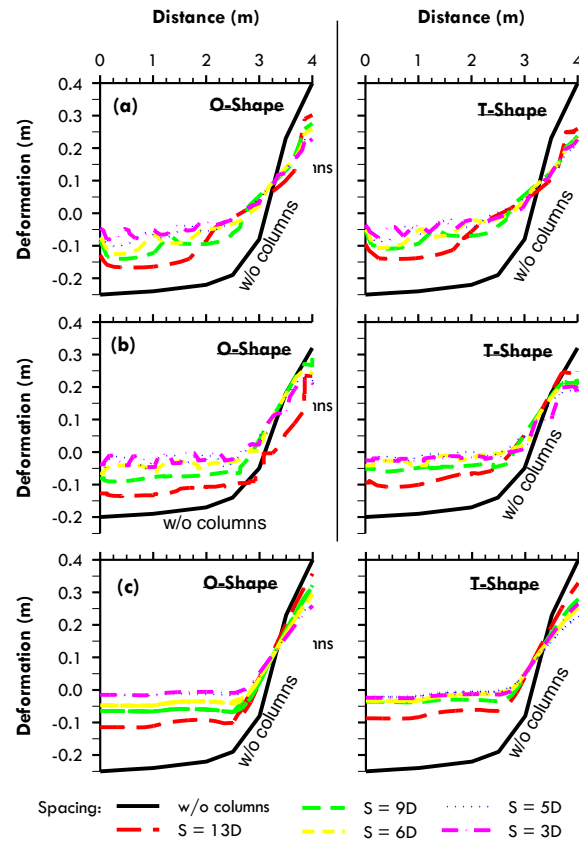 Distance (m) Distance (m)
0 1 2 3 4 0 1 2 3 4
0.4
(a) O-Shape T-Shape
0.3
0.2
ns
0.1
0.0
-0.1
-0.2
Deformation (m)
w/o columns w/o columns
0.4
(b) O-Shape T-Shape
0.3
0.2
ns
0.1
0.0
-0.1
-0.2
Deformation (m)
w/o columns w/o columns
0.4
(c) O-Shape T-Shape
0.3
0.2
ns
0.1
0.0
-0.1
-0.2
Deformation (m)
w/o columns w/o columns
Spacing: w/o columns S = 9D S = 5D
S = 13D S = 6D S = 3D